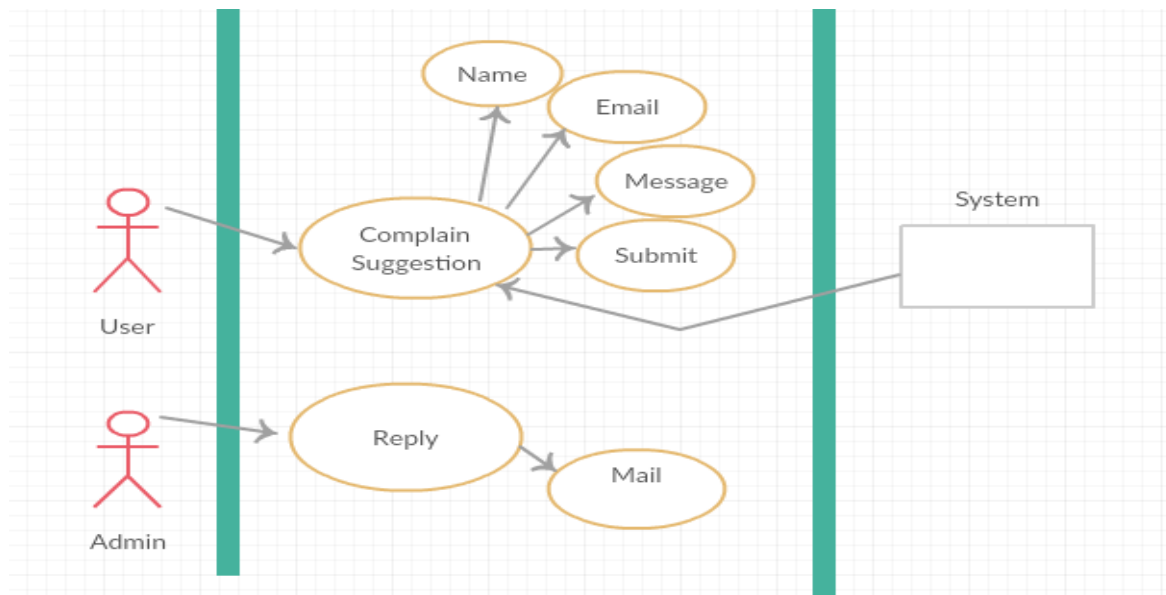 Name
Email
Message
System
Complain
Suggestion
Submit
User
Reply
Mail
Admin